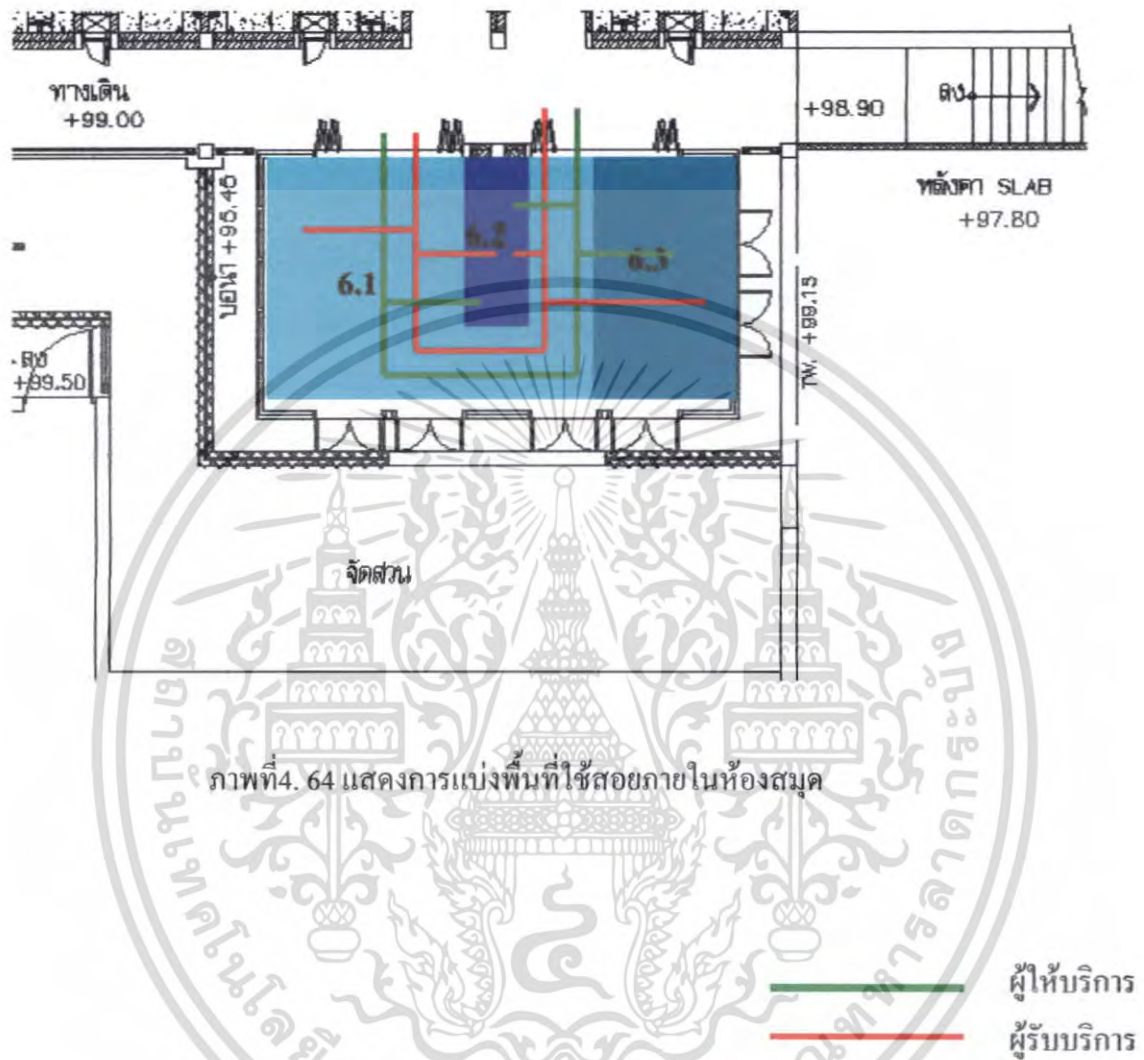 ทางเดิน
+99.00
+98.90
ลง
หลังคา SLAB
+97.80
+95.45
6.1
6.2
6.3
TW. +99.15
ลง
+99.50
จัดสวน
ภาพที่4. 64 แสดงการแบ่งพื้นที่ใช้สอยภายในห้องสมุด
ผู้ให้บริการ
ผู้รับบริการ